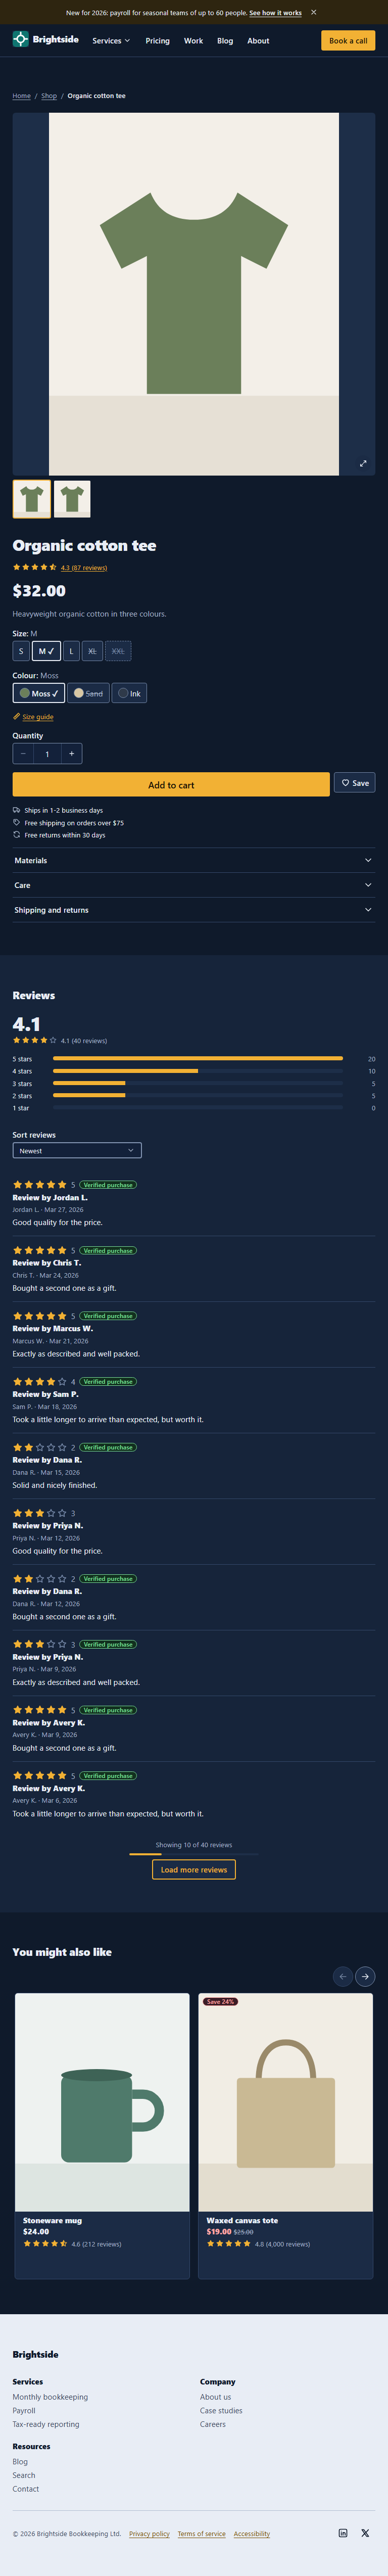 New for 2026: payroll for seasonal teams of up to 60 people. See how it works
Brightside
Services
Pricing
Work
Blog
About
Book a call
Home / Shop / Organic cotton tee
Organic cotton tee
4.3 (87 reviews)
$32.00
Heavyweight organic cotton in three colours.
Size: M
S
M ✓
L
XL
XXL
Colour: Moss
Moss ✓
Sand
Ink
Size guide
Quantity
− 1 +
Add to cart
Save
Ships in 1-2 business days
Free shipping on orders over $75
Free returns within 30 days
Materials
Care
Shipping and returns
Reviews
4.1
4.1 (40 reviews)
5 stars 20
4 stars 10
3 stars 5
2 stars 5
1 star 0
Sort reviews
Newest
5 Verified purchase
Review by Jordan L.
Jordan L. · Mar 27, 2026
Good quality for the price.
5 Verified purchase
Review by Chris T.
Chris T. · Mar 24, 2026
Bought a second one as a gift.
5 Verified purchase
Review by Marcus W.
Marcus W. · Mar 21, 2026
Exactly as described and well packed.
4 Verified purchase
Review by Sam P.
Sam P. · Mar 18, 2026
Took a little longer to arrive than expected, but worth it.
2 Verified purchase
Review by Dana R.
Dana R. · Mar 15, 2026
Solid and nicely finished.
3
Review by Priya N.
Priya N. · Mar 12, 2026
Good quality for the price.
2 Verified purchase
Review by Dana R.
Dana R. · Mar 12, 2026
Bought a second one as a gift.
3 Verified purchase
Review by Priya N.
Priya N. · Mar 9, 2026
Exactly as described and well packed.
5 Verified purchase
Review by Avery K.
Avery K. · Mar 9, 2026
Bought a second one as a gift.
5 Verified purchase
Review by Avery K.
Avery K. · Mar 6, 2026
Took a little longer to arrive than expected, but worth it.
Showing 10 of 40 reviews
Load more reviews
You might also like
Stoneware mug
$24.00
4.6 (212 reviews)
Save 24%
Waxed canvas tote
$19.00 $25.00
4.8 (4,000 reviews)
Brightside
Services
Monthly bookkeeping
Payroll
Tax-ready reporting
Company
About us
Case studies
Careers
Resources
Blog
Search
Contact
© 2026 Brightside Bookkeeping Ltd.
Privacy policy
Terms of service
Accessibility